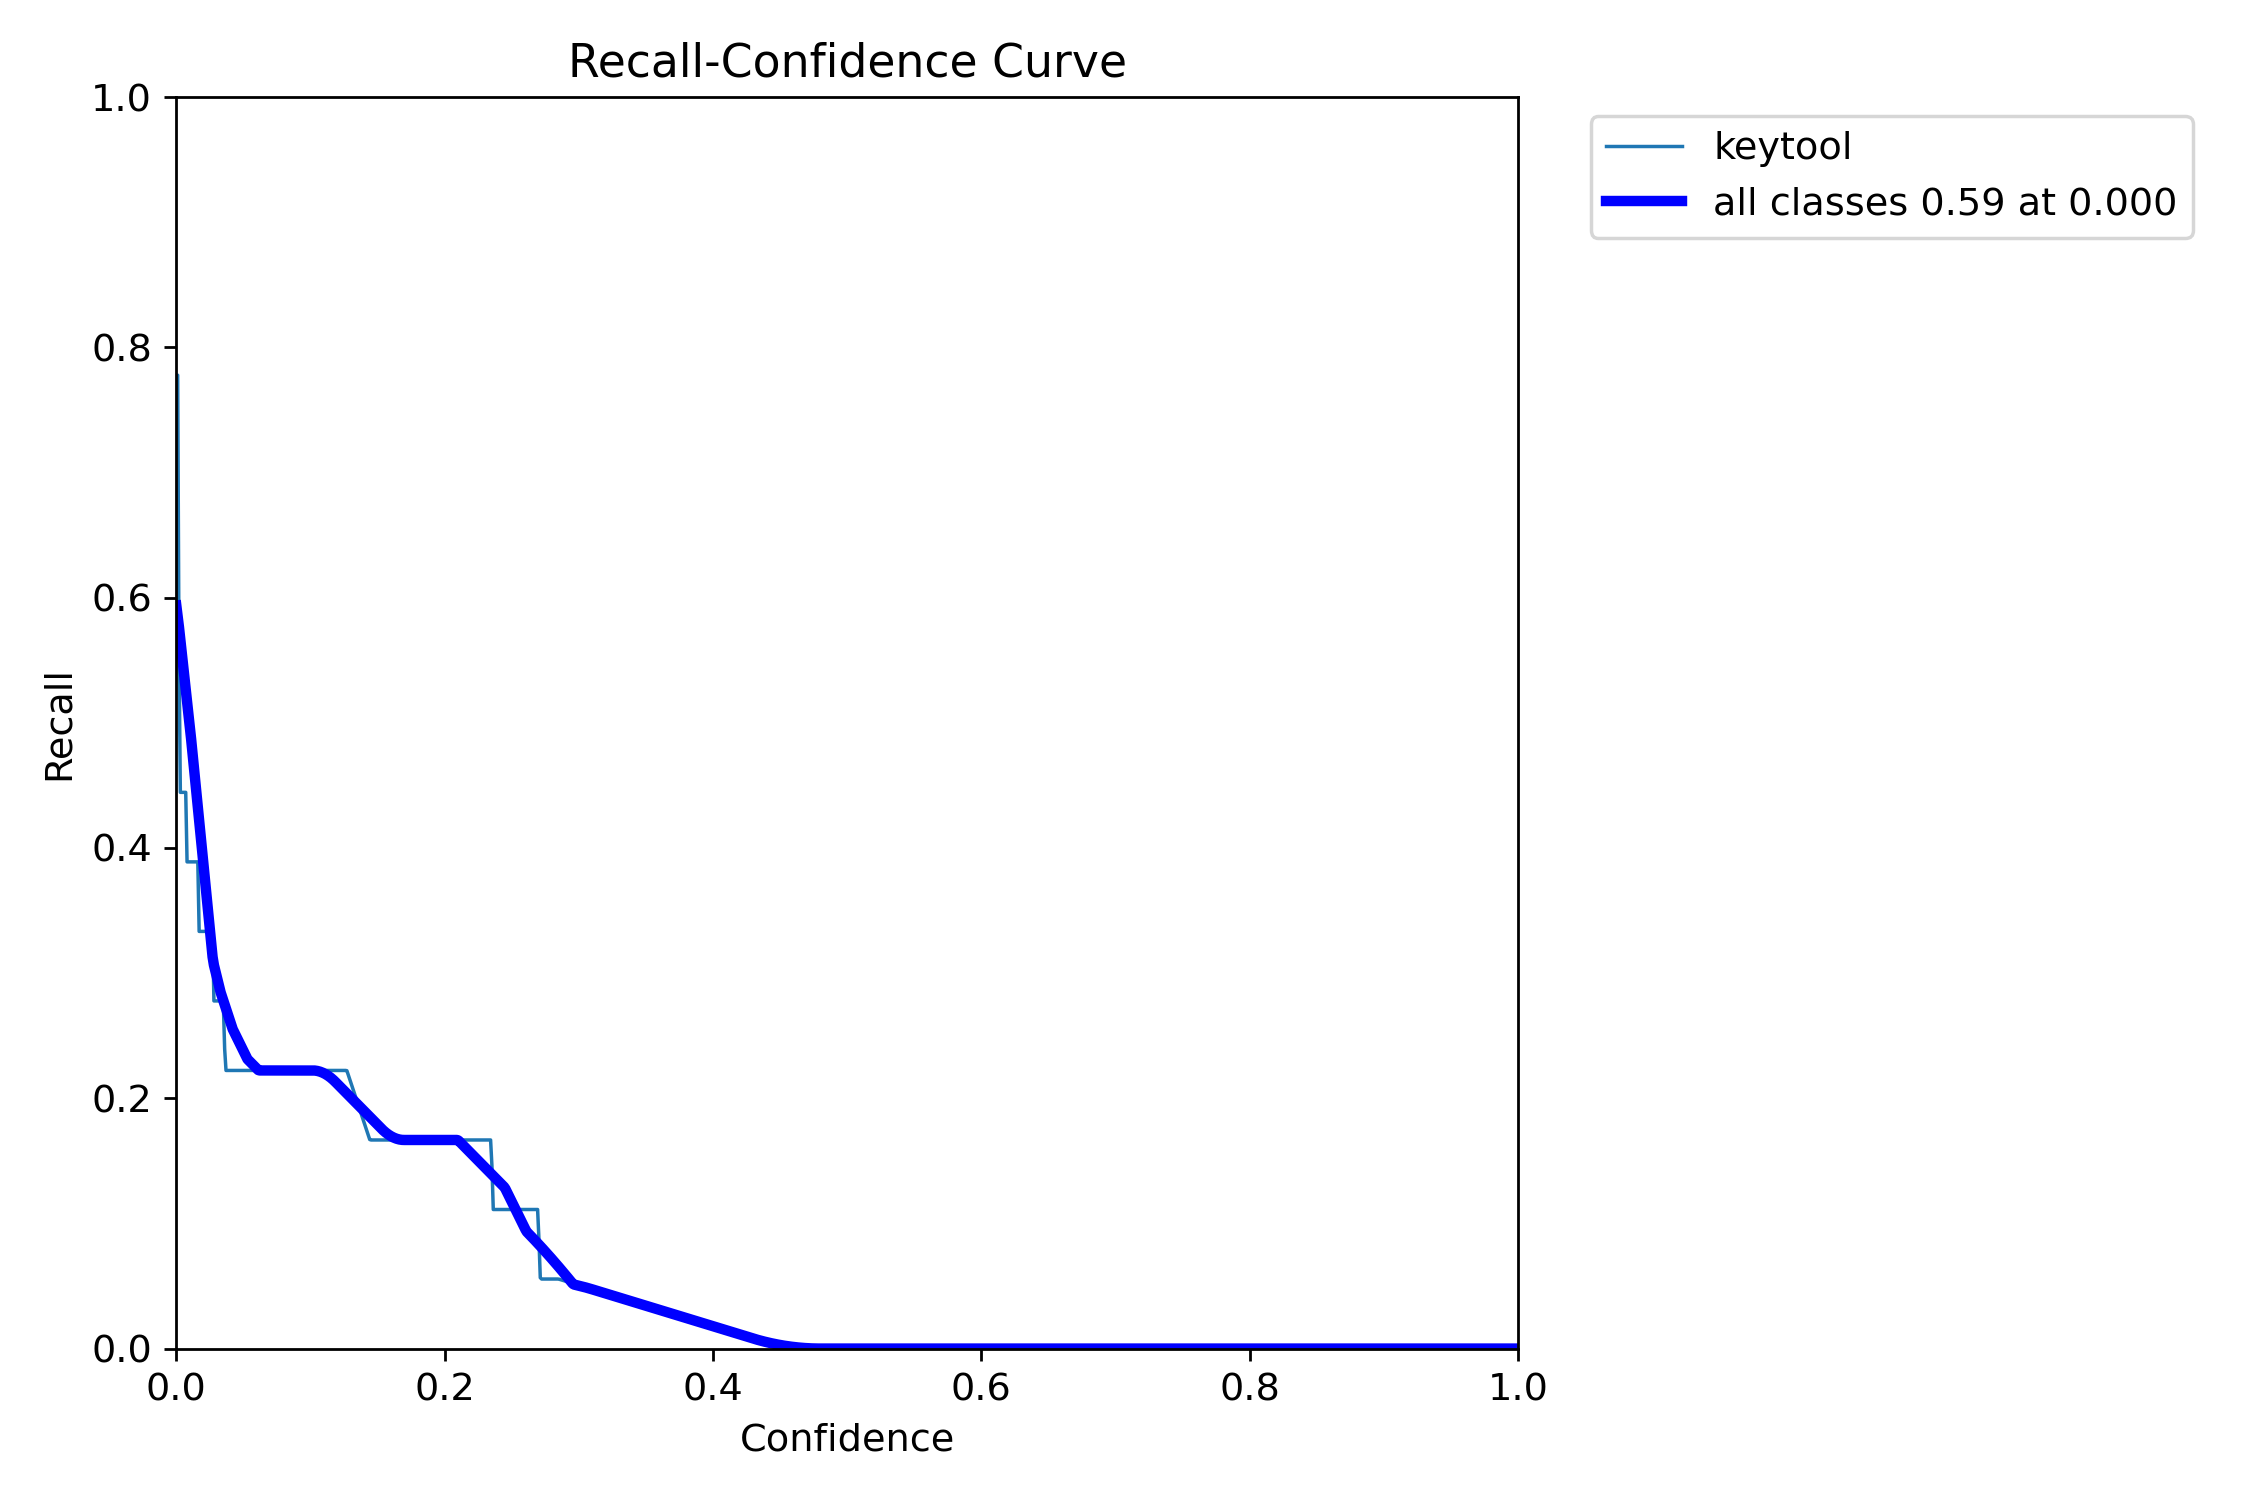 Recall-Confidence Curve
1.0
0.8
0.6
0.4
0.2
0.0
Recall
0.0 0.2 0.4 0.6 0.8 1.0
Confidence
keytool
all classes 0.59 at 0.000